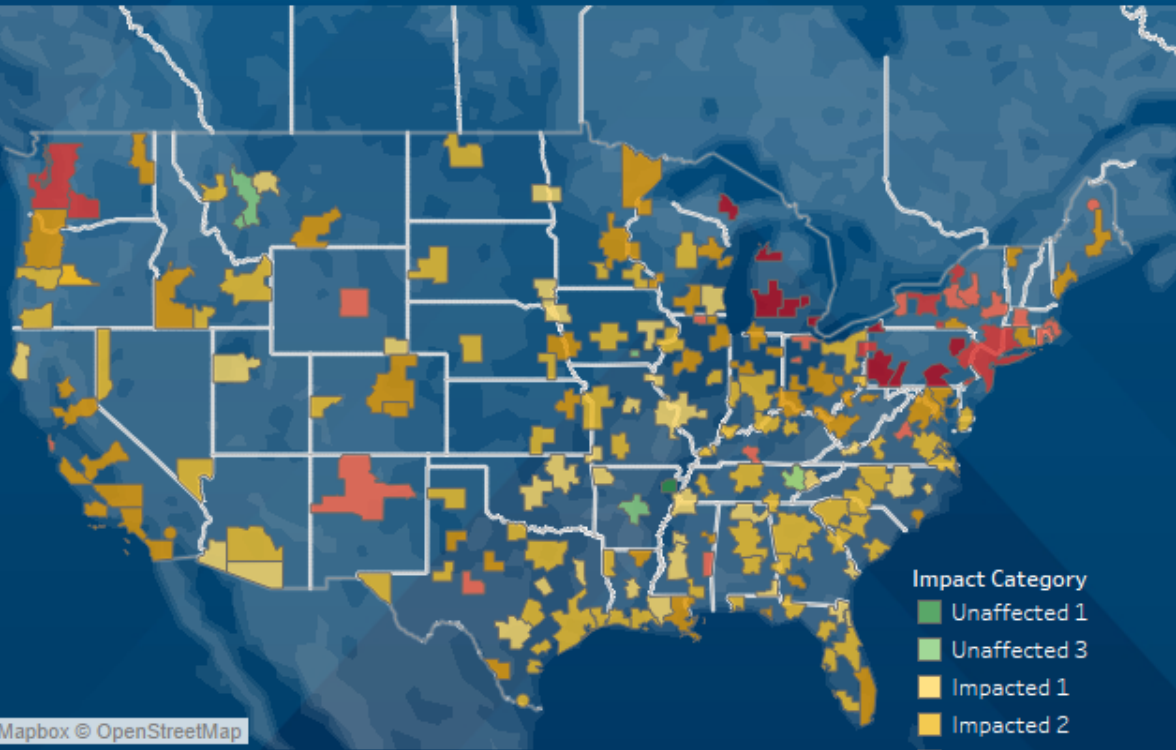 Impact Category
Unaffected 1
Unaffected 3
Impacted 1
Impacted 2
Mapbox © OpenStreetMap